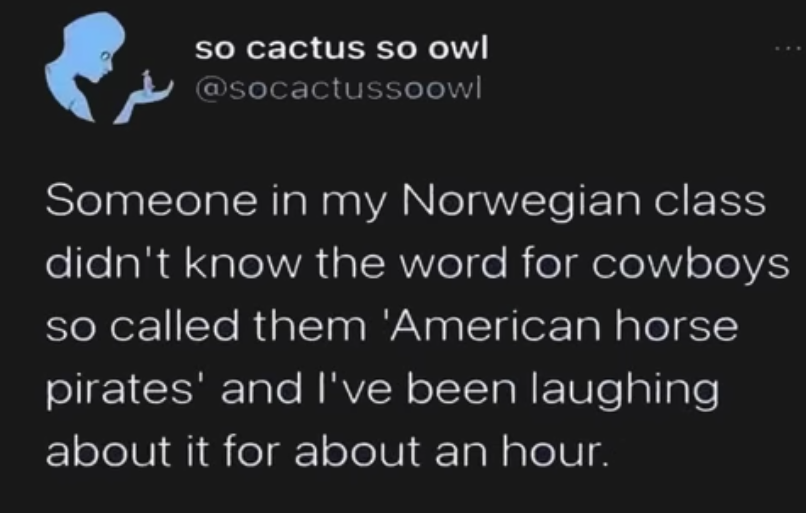 so cactus so owl
@socactussoowl
Someone in my Norwegian class
didn't know the word for cowboys
so called them 'American horse
pirates' and I've been laughing
about it for about an hour.